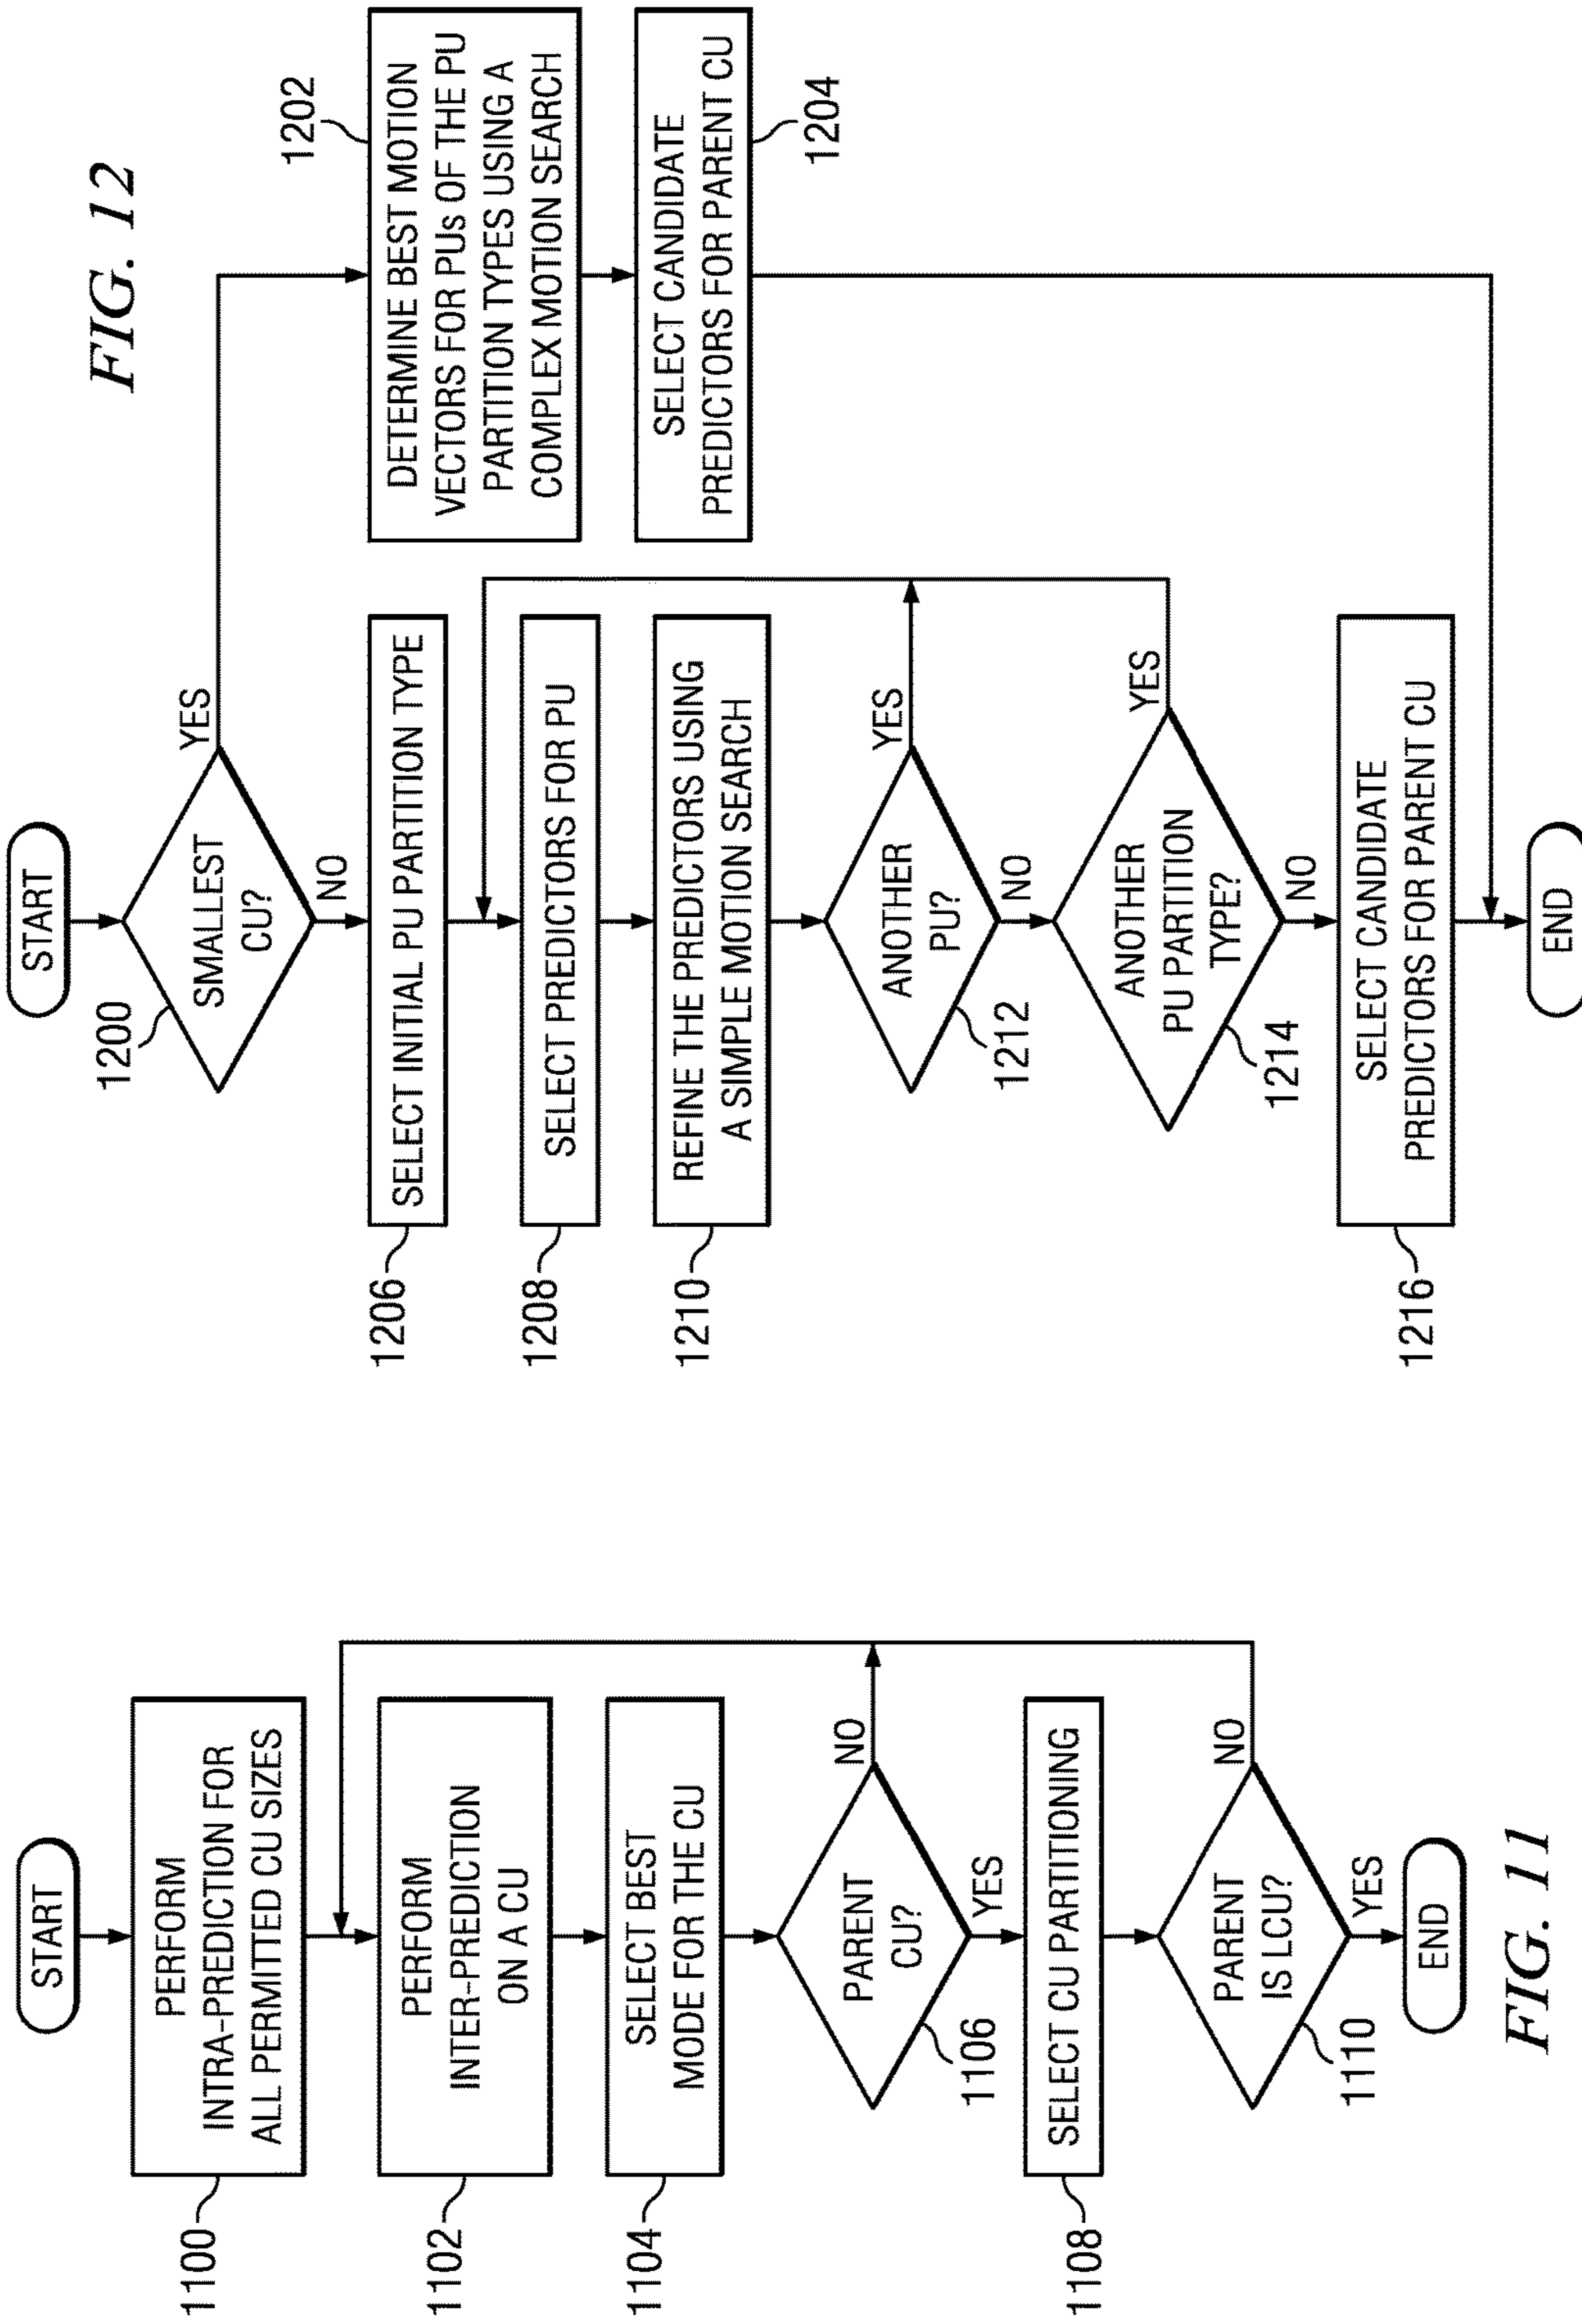 START
PERFORM
INTRA-PREDICTION FOR
ALL PERMITTED CU SIZES
1100
PERFORM
INTER-PREDICTION
ON A CU
1102
SELECT BEST
MODE FOR THE CU
1104
PARENT
CU?
1106
NO
YES
SELECT CU PARTITIONING
1108
PARENT
IS LCU?
1110
NO
YES
END
FIG. 11
FIG. 12
START
SMALLEST
CU?
1200
YES
NO
DETERMINE BEST MOTION
VECTORS FOR PUs OF THE PU
PARTITION TYPES USING A
COMPLEX MOTION SEARCH
1202
SELECT CANDIDATE
PREDICTORS FOR PARENT CU
1204
SELECT INITIAL PU PARTITION TYPE
1206
SELECT PREDICTORS FOR PU
1208
REFINE THE PREDICTORS USING
A SIMPLE MOTION SEARCH
1210
ANOTHER
PU?
1212
YES
NO
ANOTHER
PU PARTITION
TYPE?
1214
YES
NO
SELECT CANDIDATE
PREDICTORS FOR PARENT CU
1216
END